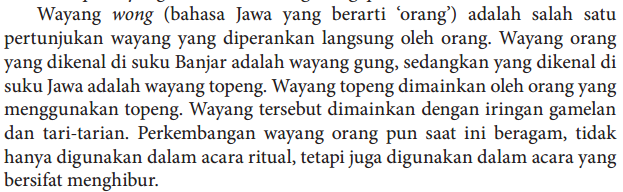 Wayang wong (bahasa Jawa yang berarti ‘orang’) adalah salah satu
pertunjukan wayang yang diperankan langsung oleh orang. Wayang orang
yang dikenal di suku Banjar adalah wayang gung, sedangkan yang dikenal di
suku Jawa adalah wayang topeng. Wayang topeng dimainkan oleh orang yang
menggunakan topeng. Wayang tersebut dimainkan dengan iringan gamelan
dan tari-tarian. Perkembangan wayang orang pun saat ini beragam, tidak
hanya digunakan dalam acara ritual, tetapi juga digunakan dalam acara yang
bersifat menghibur.